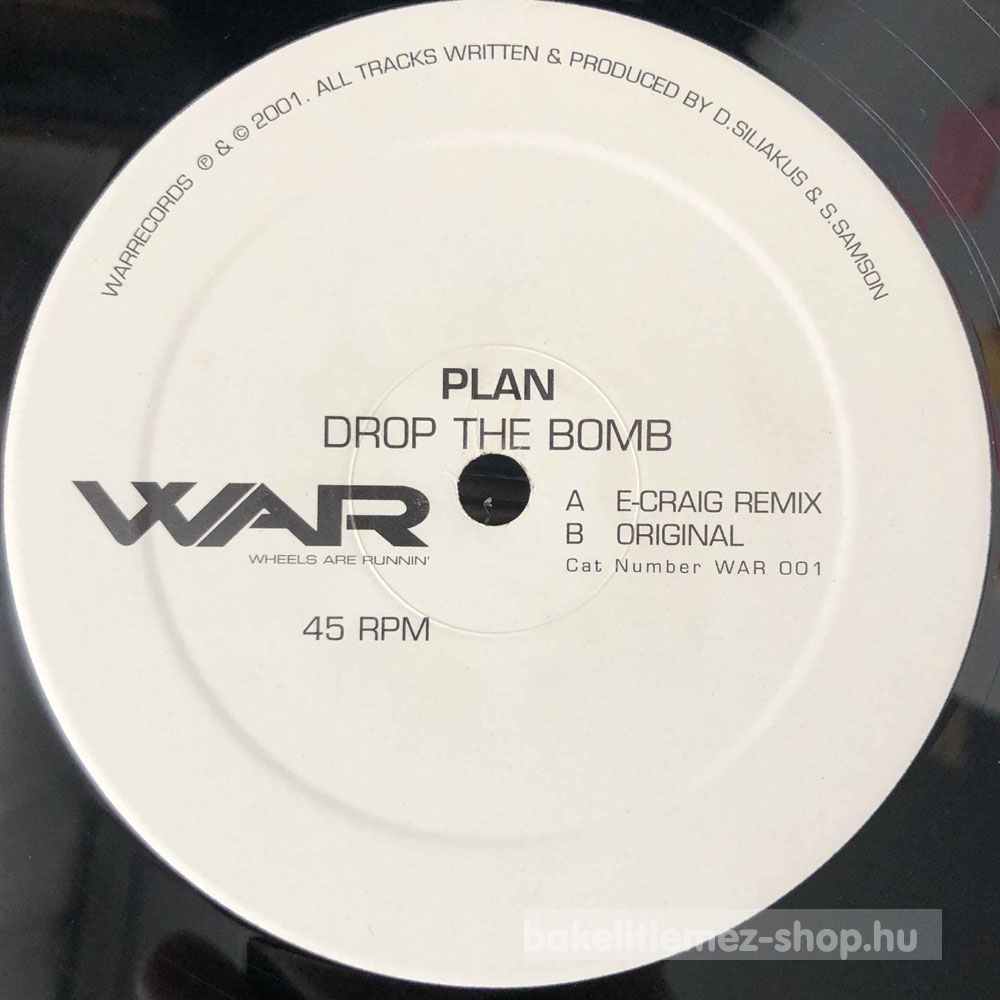 WARRECORDS ℗ & © 2001. ALL TRACKS WRITTEN & PRODUCED BY D.SILIAKUS & S.SAMSON
PLAN
DROP THE BOMB
WAR
WHEELS ARE RUNNIN'
A E-CRAIG REMIX
B ORIGINAL
Cat Number WAR 001
45 RPM
bakelitlemez-shop.hu